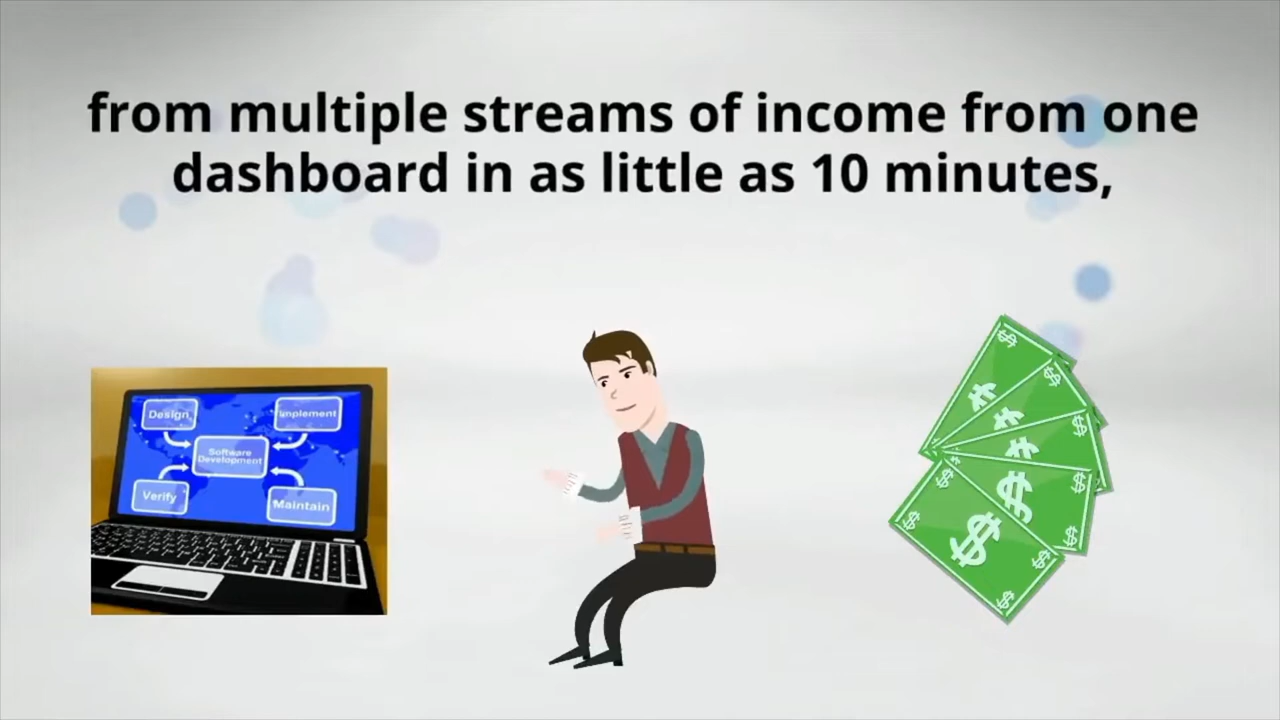 from multiple streams of income from one
dashboard in as little as 10 minutes,
Design
Implement
Software
Development
Verify
Maintain
$ $ $ $ $
$ $ $ $ $
$ $